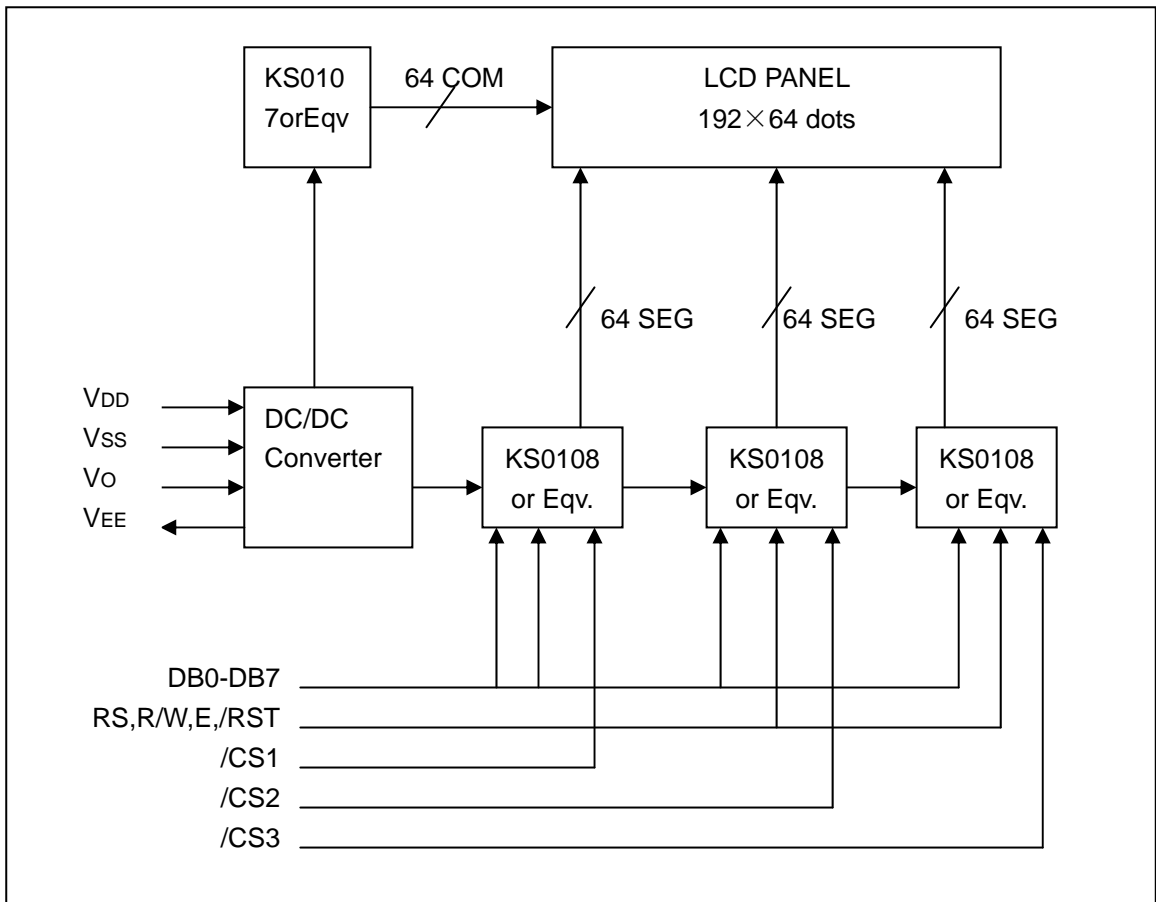 KS010
7orEqv
64 COM
LCD PANEL
192×64 dots
64 SEG
64 SEG
64 SEG
VDD
VSS
VO
VEE
DC/DC
Converter
KS0108
or Eqv.
KS0108
or Eqv.
KS0108
or Eqv.
DB0-DB7
RS,R/W,E,/RST
/CS1
/CS2
/CS3